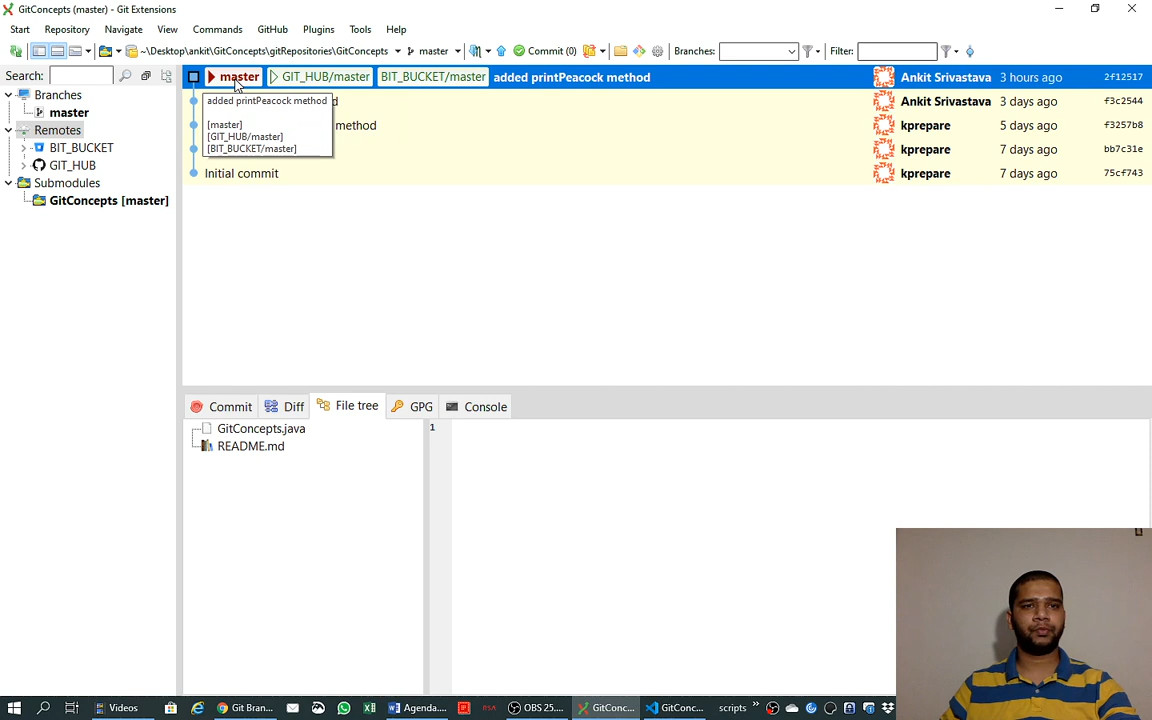 GitConcepts (master) - Git Extensions
Start Repository Navigate View Commands GitHub Plugins Tools Help
~\Desktop\ankit\GitConcepts\gitRepositories\GitConcepts master Commit (0) Branches: Filter:
Search:
Branches
master
Remotes
BIT_BUCKET
GIT_HUB
Submodules
GitConcepts [master]
master GIT_HUB/master BIT_BUCKET/master added printPeacock method Ankit Srivastava 3 hours ago 2f12517
d Ankit Srivastava 3 days ago f3c2544
method kprepare 5 days ago f3257b8
kprepare 7 days ago bb7c31e
Initial commit kprepare 7 days ago 75cf743
added printPeacock method
[master]
[GIT_HUB/master]
[BIT_BUCKET/master]
Commit Diff File tree GPG Console
GitConcepts.java
README.md
1
Videos Git Bran... Agenda.... OBS 25.... GitConc... GitConc... scripts